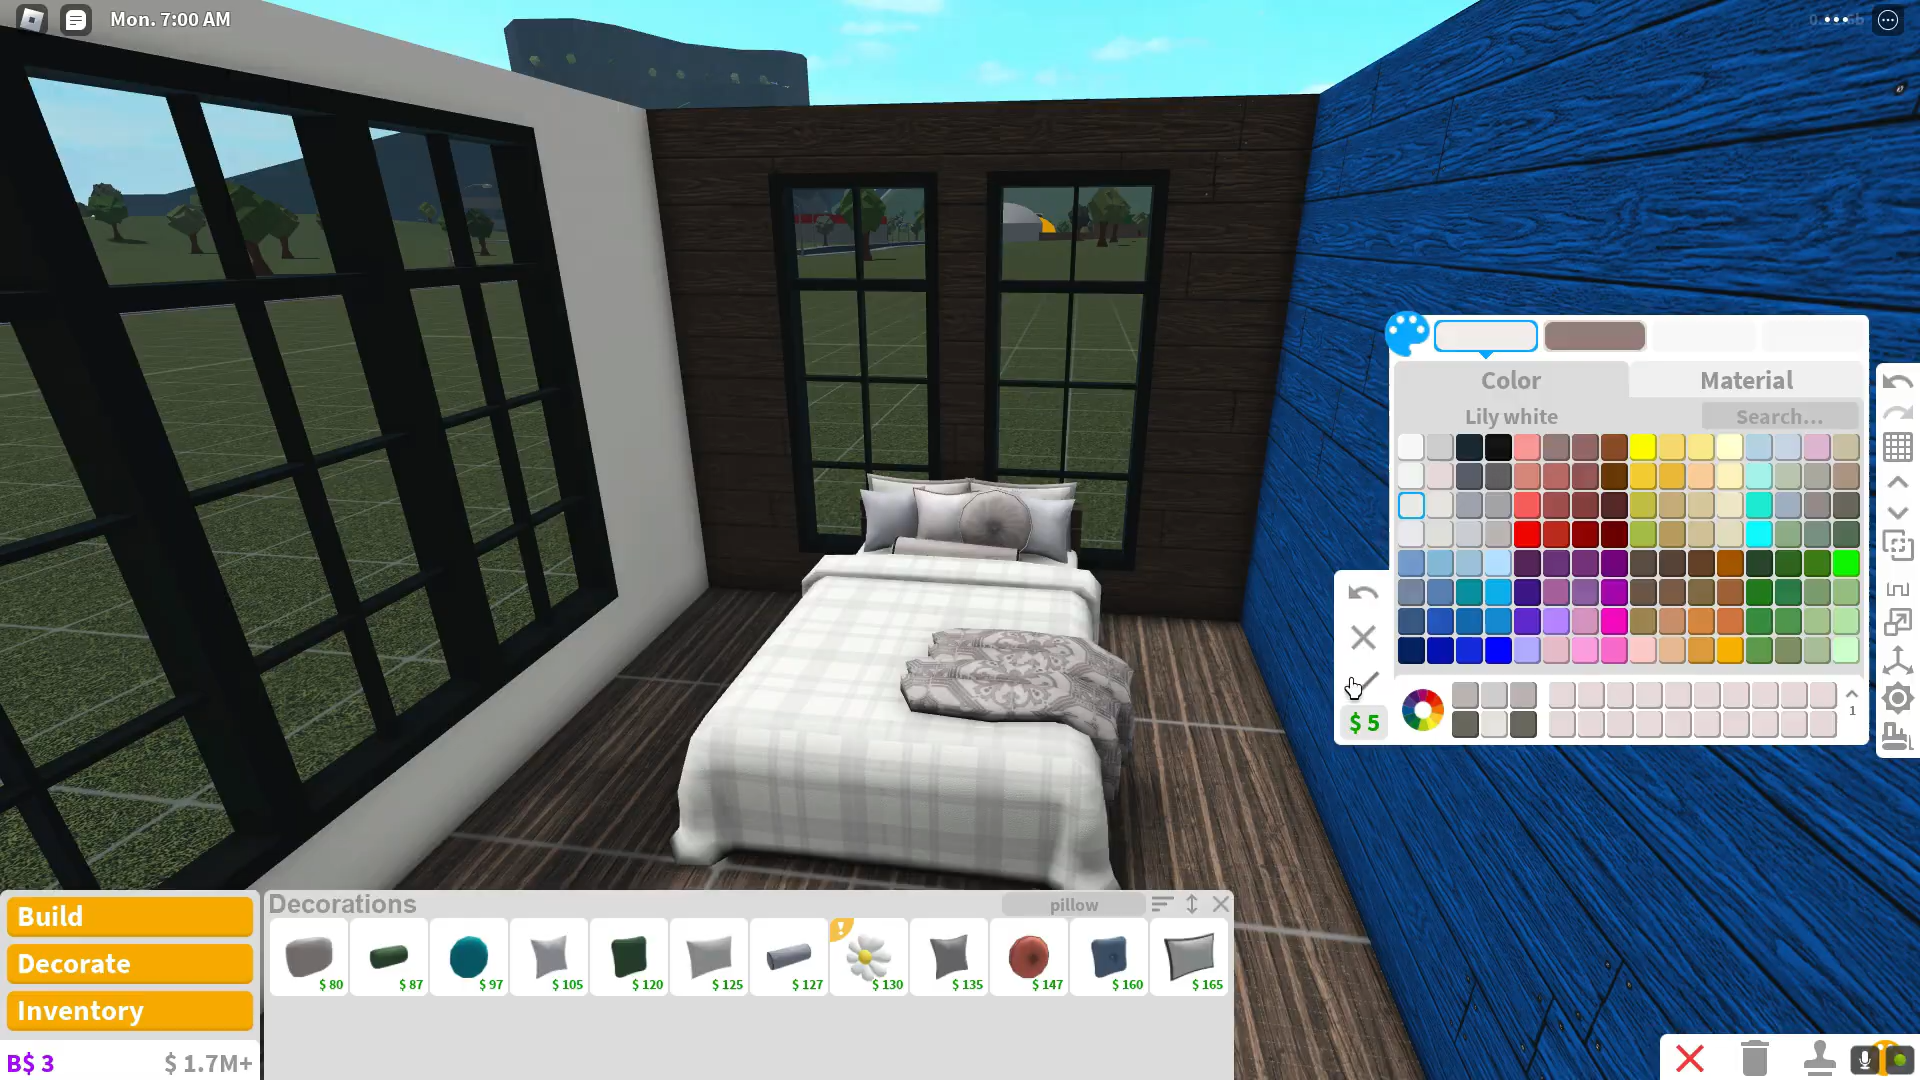 Mon. 7:00 AM
Color
Material
Lily white
Search...
1
$ 5
Build
Decorate
Inventory
B$ 3
$ 1.7M+
Decorations
pillow
$ 80
$ 87
$ 97
$ 105
$ 120
$ 125
$ 127
!
$ 130
$ 135
$ 147
$ 160
$ 165